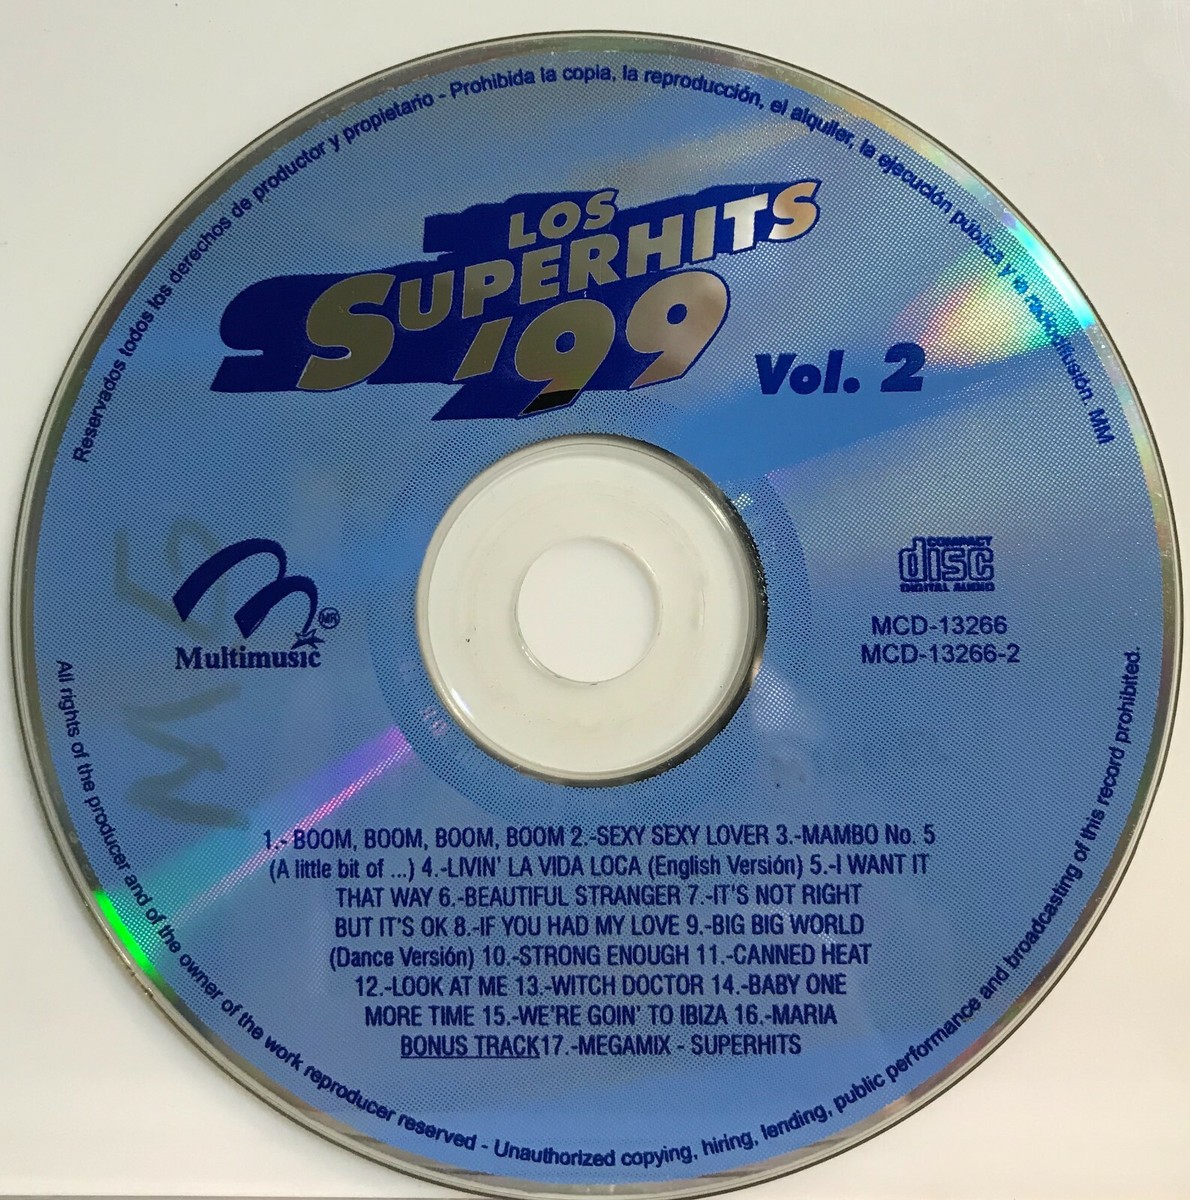 Reservados todos los derechos de productor y propietario - Prohibida la copia, la reproducción, el alquiler, la ejecución pública y la radiodifusión. MM
LOS
SUPERHITS
'99
Vol. 2
MR
Multimusic
COMPACT
disc
DIGITAL AUDIO
MCD-13266
MCD-13266-2
M5
1.- BOOM, BOOM, BOOM, BOOM 2.-SEXY SEXY LOVER 3.-MAMBO No. 5
(A little bit of ...) 4.-LIVIN' LA VIDA LOCA (English Versión) 5.-I WANT IT
THAT WAY 6.-BEAUTIFUL STRANGER 7.-IT'S NOT RIGHT
BUT IT'S OK 8.-IF YOU HAD MY LOVE 9.-BIG BIG WORLD
(Dance Versión) 10.-STRONG ENOUGH 11.-CANNED HEAT
12.-LOOK AT ME 13.-WITCH DOCTOR 14.-BABY ONE
MORE TIME 15.-WE'RE GOIN' TO IBIZA 16.-MARIA
BONUS TRACK17.-MEGAMIX - SUPERHITS
All rights of the producer and of the owner of the work reproducer reserved - Unauthorized copying, hiring, lending, public performance and broadcasting of this record prohibited.